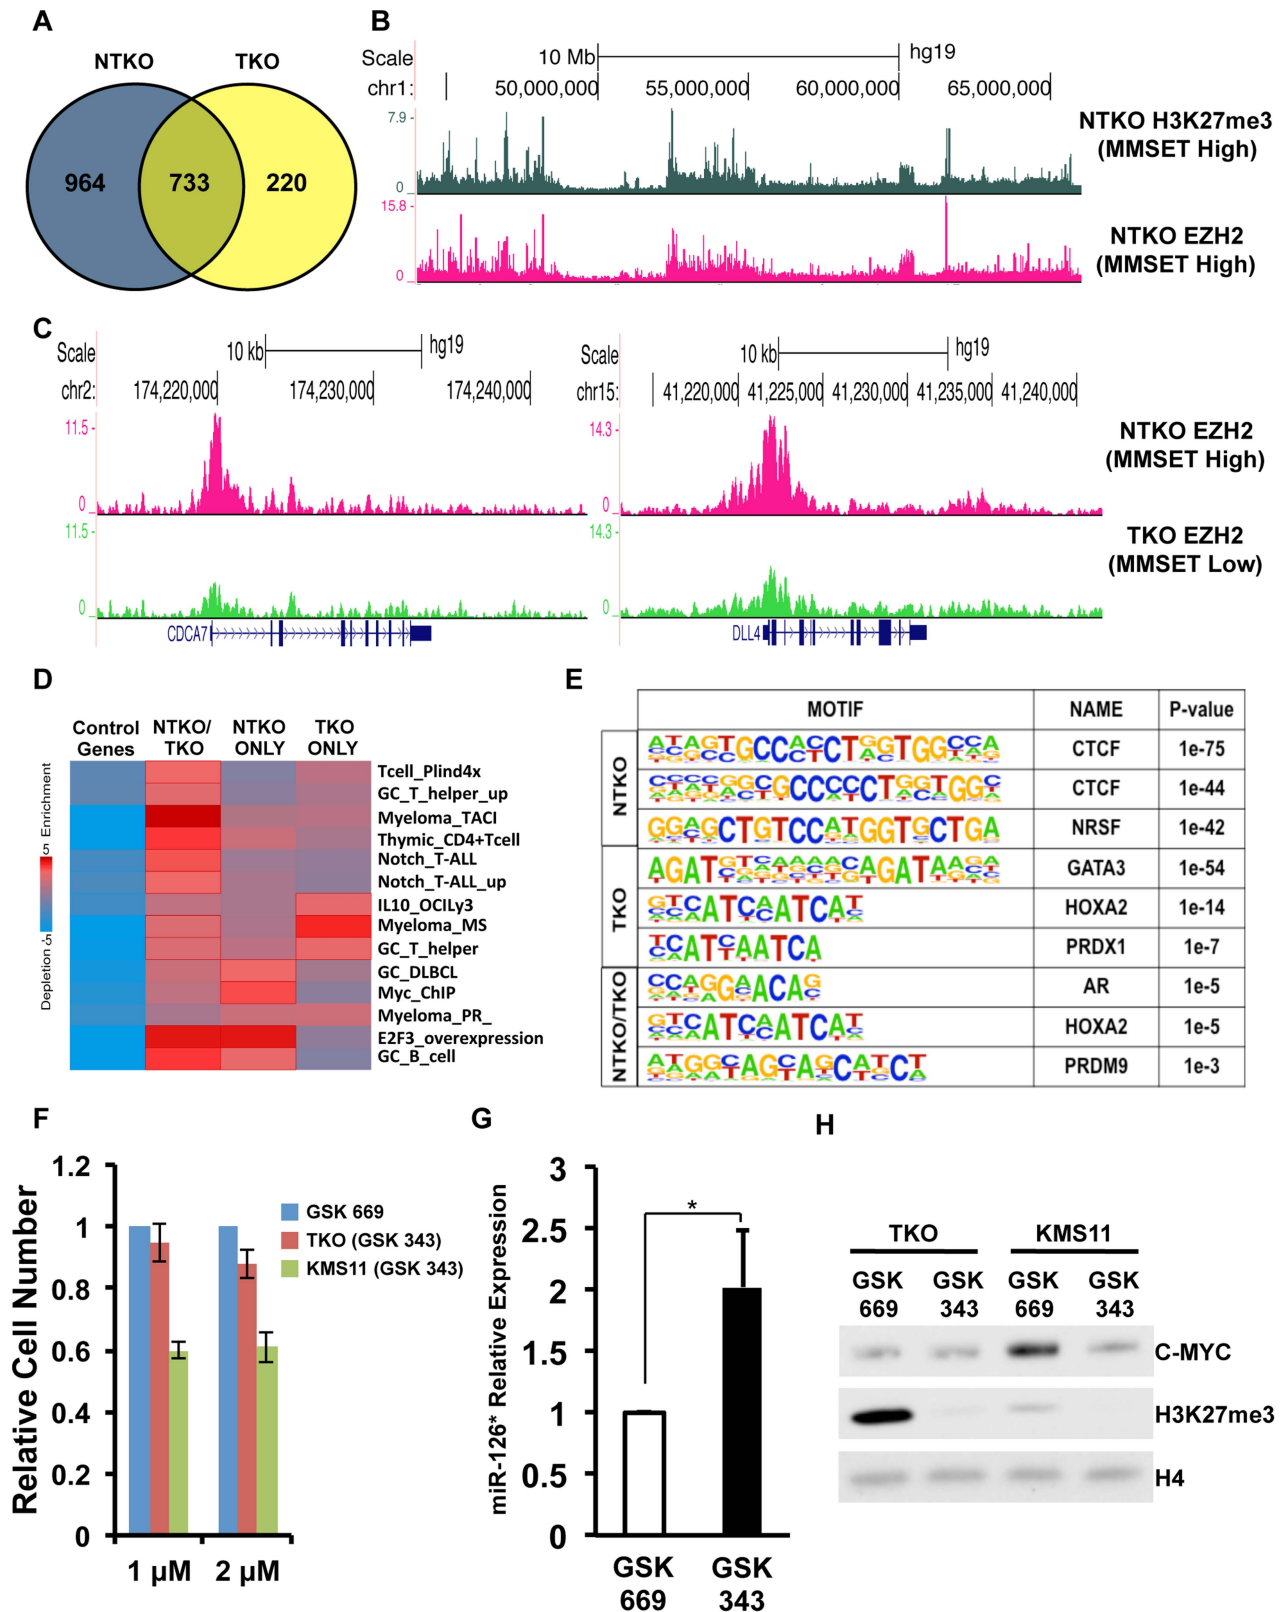 A
NTKO TKO
964 733 220
B
Scale 10 Mb hg19
chr1: 50,000,000 55,000,000 60,000,000 65,000,000
7.9 -
0 _
NTKO H3K27me3
(MMSET High)
15.8 -
0 _
NTKO EZH2
(MMSET High)
C
Scale 10 kb hg19
chr2: 174,220,000 174,230,000 174,240,000
11.5 -
0 _
11.5 -
0 _
CDCA7
Scale 10 kb hg19
chr15: 41,220,000 41,225,000 41,230,000 41,235,000 41,240,000
14.3 -
0 _
14.3 -
0 _
DLL4
NTKO EZH2
(MMSET High)
TKO EZH2
(MMSET Low)
D
Control Genes
NTKO/ TKO
NTKO ONLY
TKO ONLY
Depletion -5 5 Enrichment
Tcell_Plind4x
GC_T_helper_up
Myeloma_TACI
Thymic_CD4+Tcell
Notch_T-ALL
Notch_T-ALL_up
IL10_OCILy3
Myeloma_MS
GC_T_helper
GC_DLBCL
Myc_ChIP
Myeloma_PR_
E2F3_overexpression
GC_B_cell
E
MOTIF NAME P-value
NTKO
CTCF 1e-75
CTCF 1e-44
NRSF 1e-42
TKO
GATA3 1e-54
HOXA2 1e-14
PRDX1 1e-7
NTKO/TKO
AR 1e-5
HOXA2 1e-5
PRDM9 1e-3
F
Relative Cell Number
1.2
1
0.8
0.6
0.4
0.2
0
GSK 669
TKO (GSK 343)
KMS11 (GSK 343)
1 µM 2 µM
G
miR-126* Relative Expression
3
2.5
2
1.5
1
0.5
0
*
GSK 669
GSK 343
H
TKO KMS11
GSK GSK GSK GSK
669 343 669 343
C-MYC
H3K27me3
H4